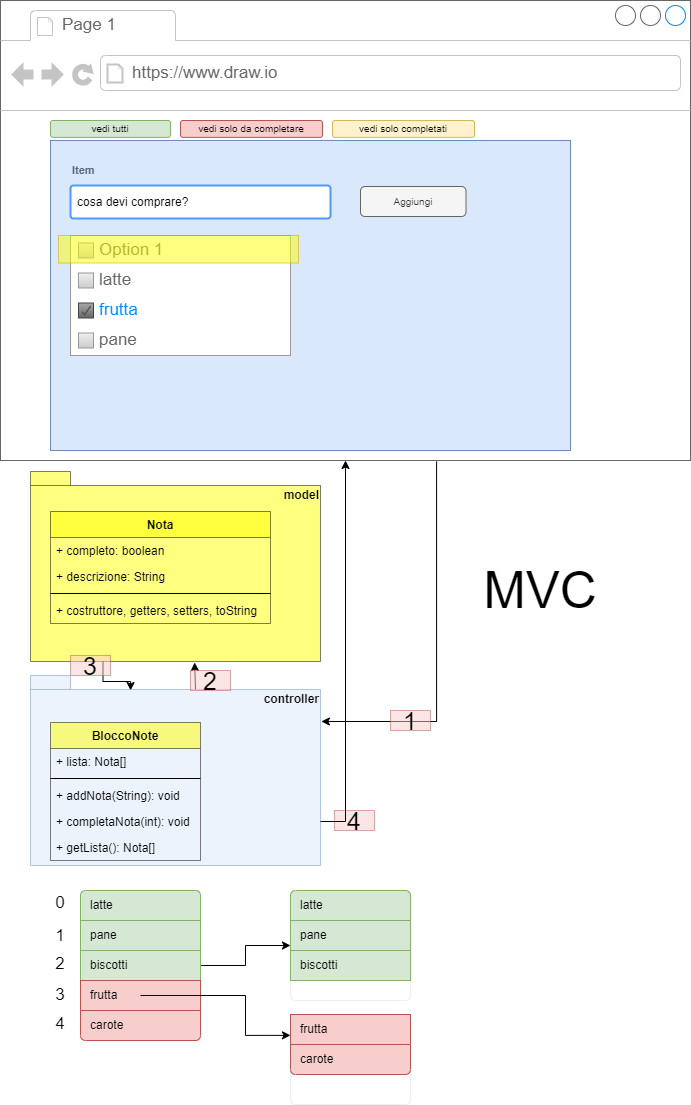 Page 1
https://www.draw.io
vedi tutti
vedi solo da completare
vedi solo completati
Item
cosa devi comprare?
Aggiungi
Option 1
latte
frutta
pane
model
Nota
+ completo: boolean
+ descrizione: String
+ costruttore, getters, setters, toString
MVC
3
2
controller
1
BloccoNote
+ lista: Nota[]
+ addNota(String): void
+ completaNota(int): void
+ getLista(): Nota[]
4
0
latte
1
pane
2
biscotti
3
frutta
4
carote
latte
pane
biscotti
frutta
carote